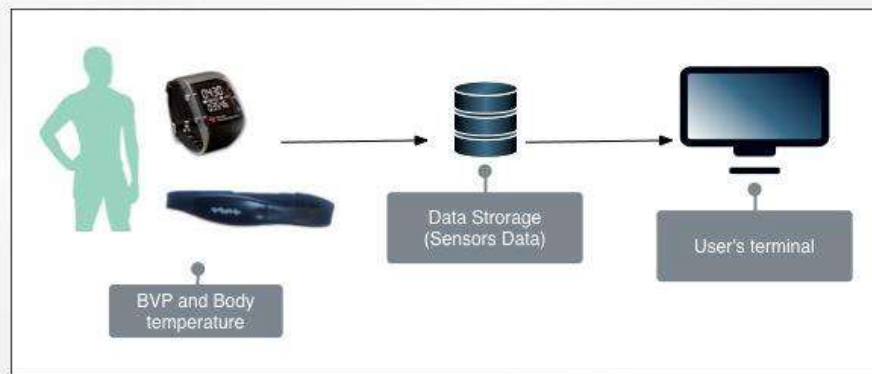 BVP and Body
temperature
Data Strorage
(Sensors Data)
User's terminal